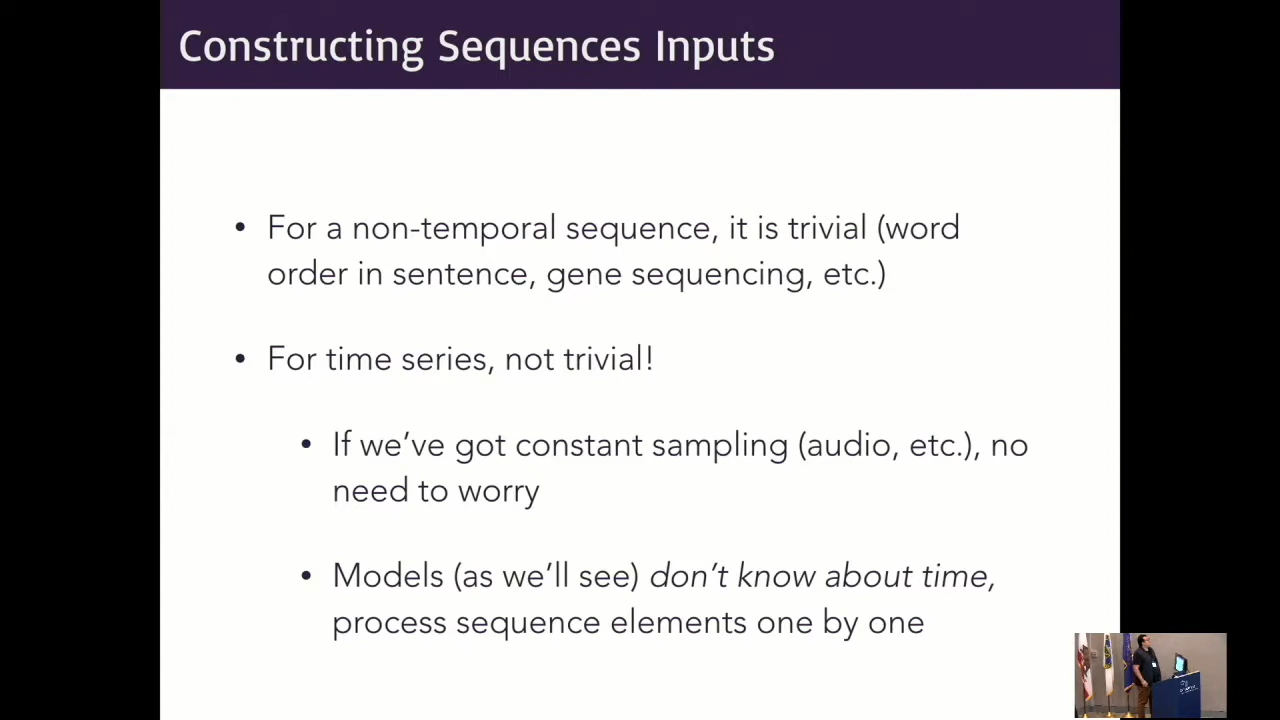 Constructing Sequences Inputs
• For a non-temporal sequence, it is trivial (word
order in sentence, gene sequencing, etc.)
• For time series, not trivial!
• If we’ve got constant sampling (audio, etc.), no
need to worry
• Models (as we’ll see) don’t know about time,
process sequence elements one by one